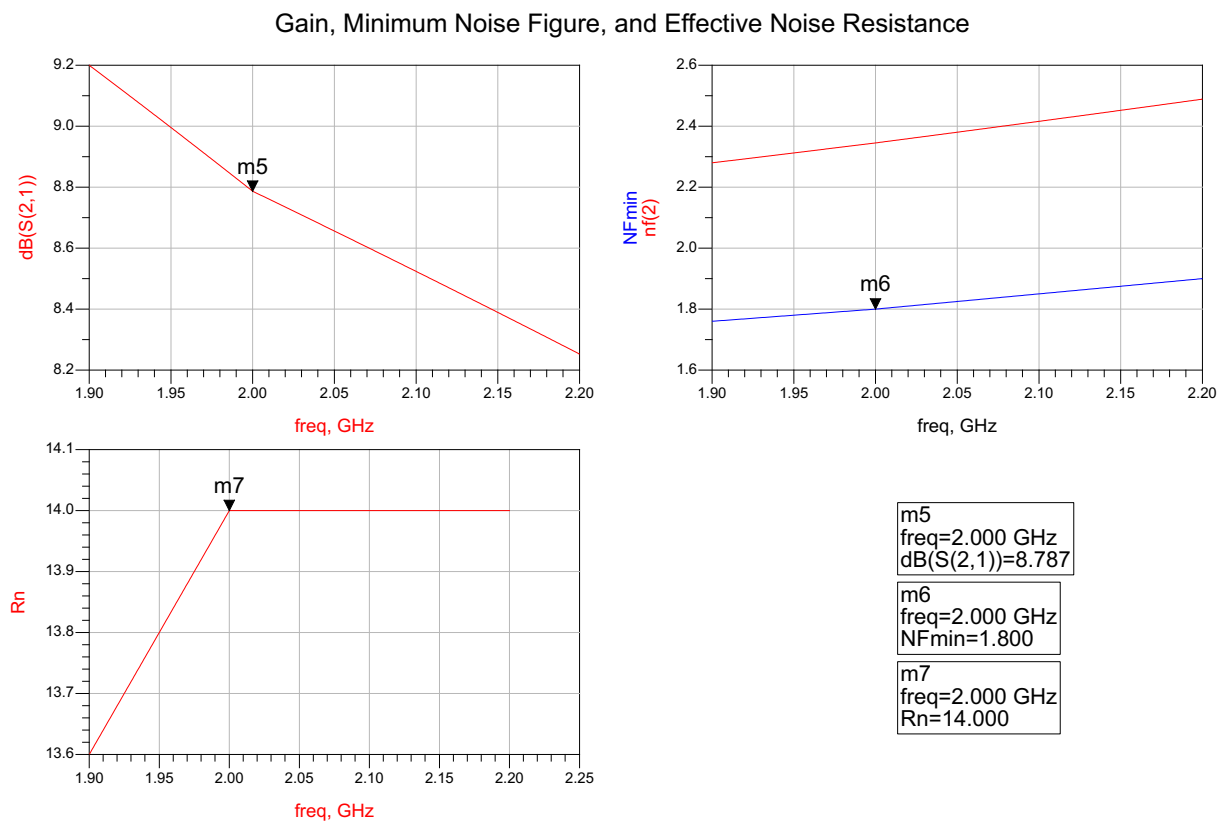 Gain, Minimum Noise Figure, and Effective Noise Resistance
9.2
9.0
8.8
8.6
8.4
8.2
dB(S(2,1))
m5
1.90
1.95
2.00
2.05
2.10
2.15
2.20
freq, GHz
2.6
2.4
2.2
2.0
1.8
1.6
NFmin
nf(2)
m6
1.90
1.95
2.00
2.05
2.10
2.15
2.20
freq, GHz
14.1
14.0
13.9
13.8
13.7
13.6
Rn
m7
1.90
1.95
2.00
2.05
2.10
2.15
2.20
2.25
freq, GHz
m5
freq=2.000 GHz
dB(S(2,1))=8.787
m6
freq=2.000 GHz
NFmin=1.800
m7
freq=2.000 GHz
Rn=14.000